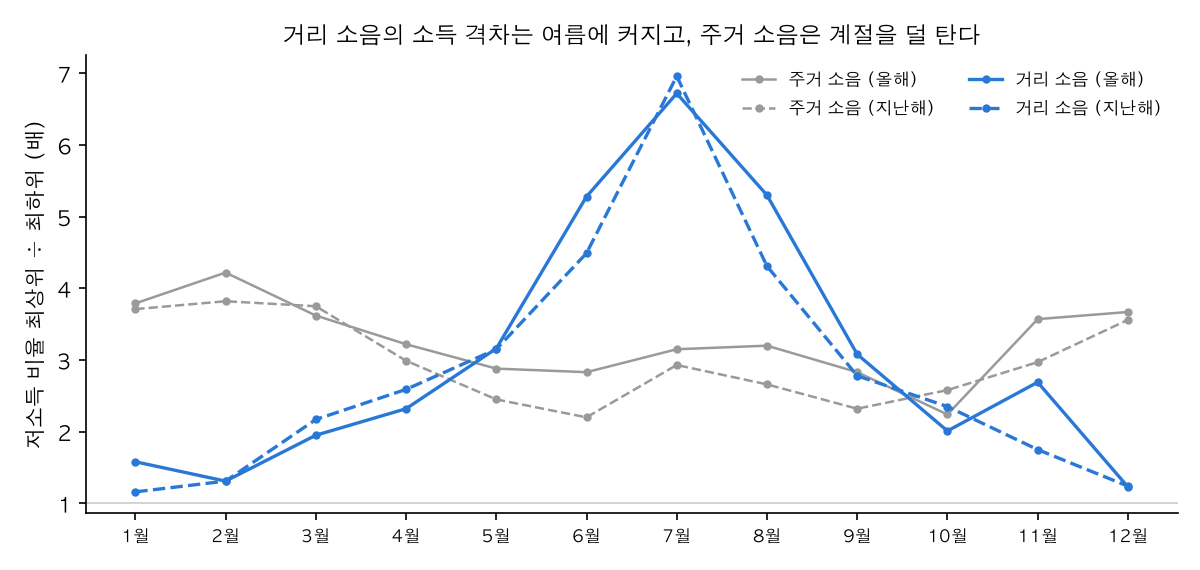 거리 소음의 소득 격차는 여름에 커지고, 주거 소음은 계절을 덜 탄다
주거 소음 (올해)
주거 소음 (지난해)
거리 소음 (올해)
거리 소음 (지난해)
저소득 비율 최상위 ÷ 최하위 (배)
7
6
5
4
3
2
1
1월 2월 3월 4월 5월 6월 7월 8월 9월 10월 11월 12월